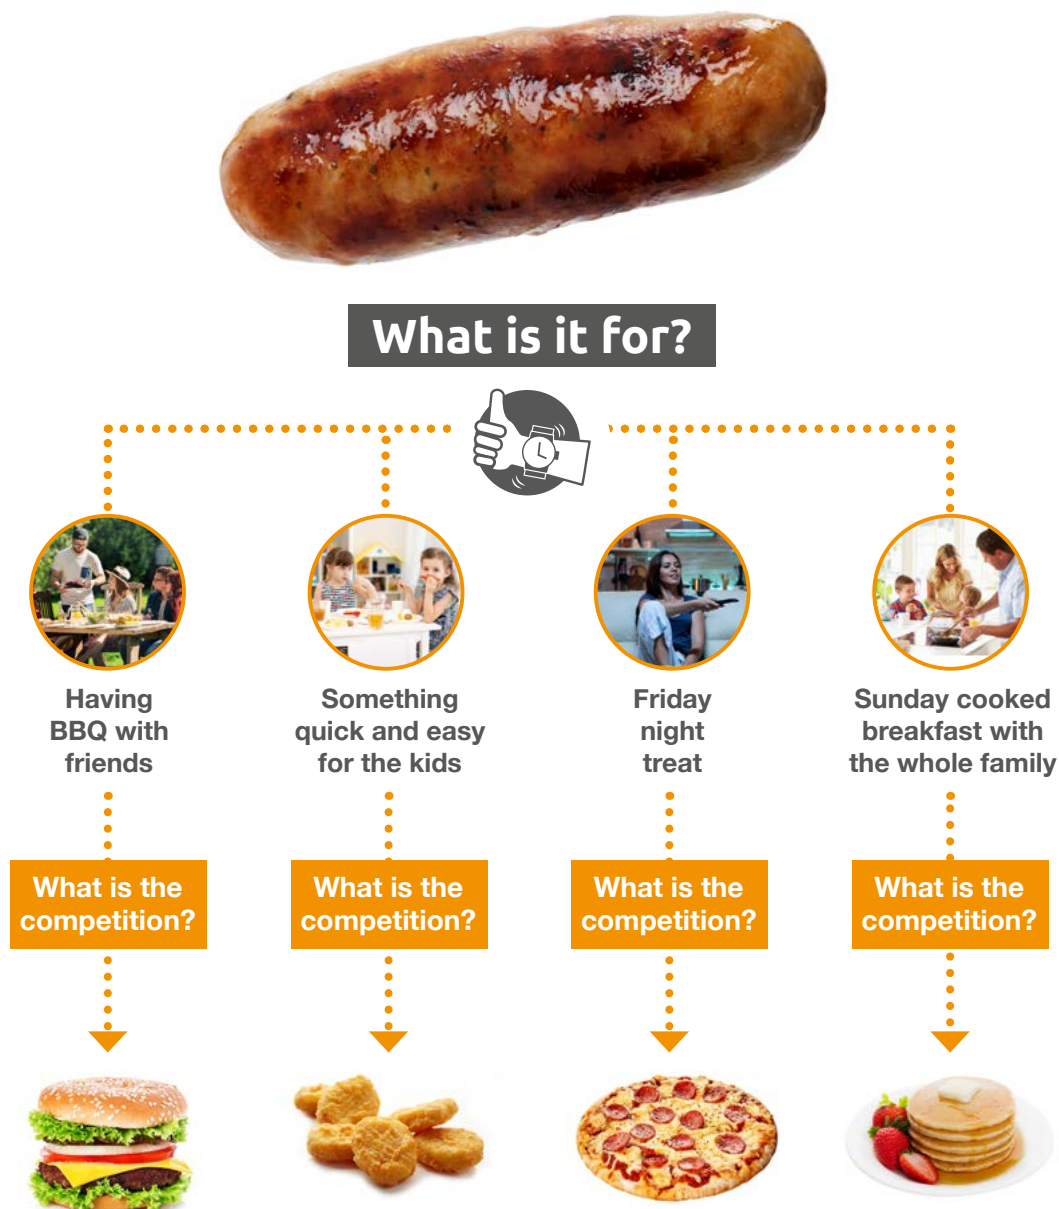 What is it for?
Having
BBQ with
friends
Something
quick and easy
for the kids
Friday
night
treat
Sunday cooked
breakfast with
the whole family
What is the
competition?
What is the
competition?
What is the
competition?
What is the
competition?